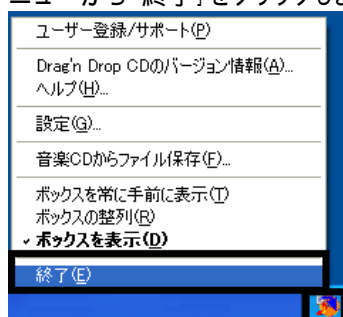 ニューから「終了」をクリックしま
ユーザー登録/サポート(P)
Drag'n Drop CDのバージョン情報(A)...
ヘルプ(H)...
設定(G)...
音楽CDからファイル保存(F)...
ボックスを常に手前に表示(T)
ボックスの整列(R)
ボックスを表示(D)
終了(E)